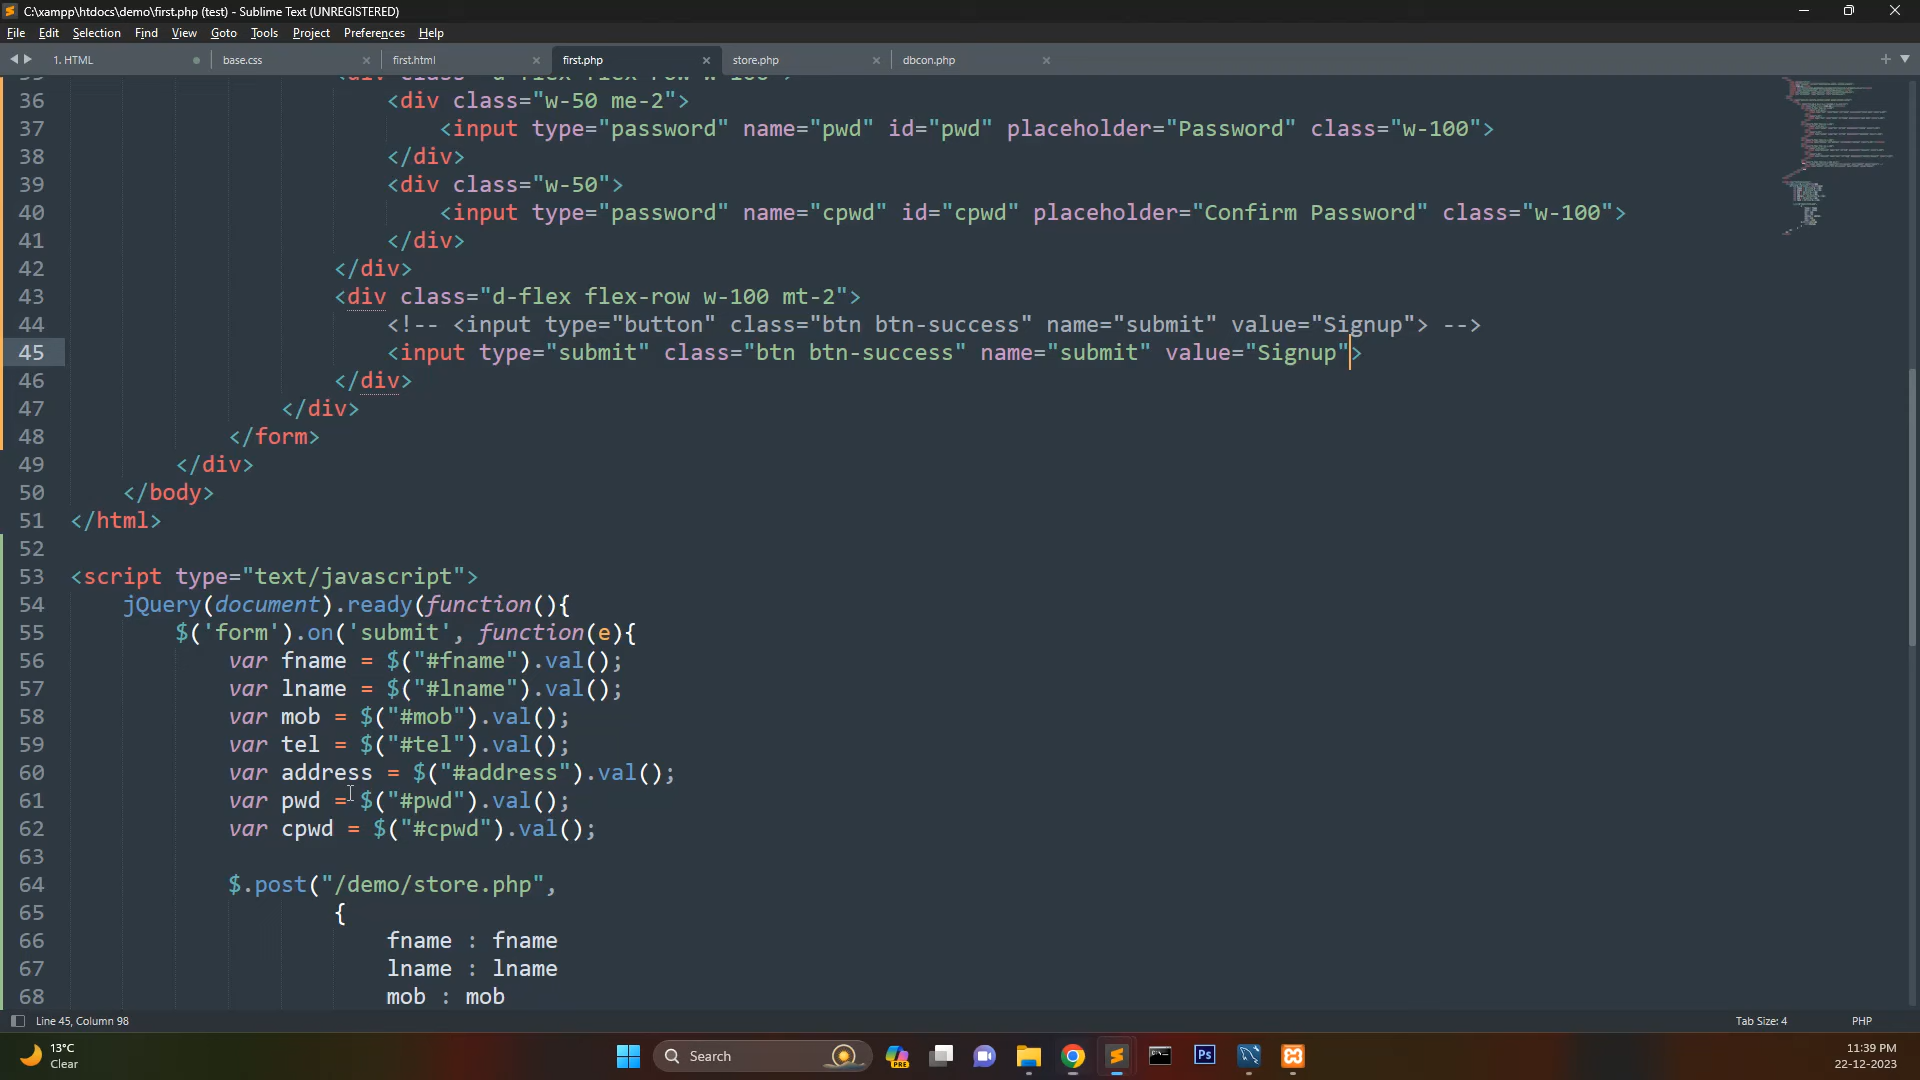 C:\xampp\htdocs\demo\first.php (test) - Sublime Text (UNREGISTERED)
File Edit Selection Find View Goto Tools Project Preferences Help
1. HTML base.css first.html first.php store.php dbcon.php
36 <div class="w-50 me-2">
37 <input type="password" name="pwd" id="pwd" placeholder="Password" class="w-100">
38 </div>
39 <div class="w-50">
40 <input type="password" name="cpwd" id="cpwd" placeholder="Confirm Password" class="w-100">
41 </div>
42 </div>
43 <div class="d-flex flex-row w-100 mt-2">
44 <!-- <input type="button" class="btn btn-success" name="submit" value="Signup"> -->
45 <input type="submit" class="btn btn-success" name="submit" value="Signup">
46 </div>
47 </div>
48 </form>
49 </div>
50 </body>
51 </html>
52
53 <script type="text/javascript">
54 jQuery(document).ready(function(){
55 $('form').on('submit', function(e){
56 var fname = $("#fname").val();
57 var lname = $("#lname").val();
58 var mob = $("#mob").val();
59 var tel = $("#tel").val();
60 var address = $("#address").val();
61 var pwd = $("#pwd").val();
62 var cpwd = $("#cpwd").val();
63
64 $.post("/demo/store.php",
65 {
66 fname : fname
67 lname : lname
68 mob : mob
Line 45, Column 98 Tab Size: 4 PHP
13°C
Clear
Search
PRE
Ps
11:39 PM
22-12-2023